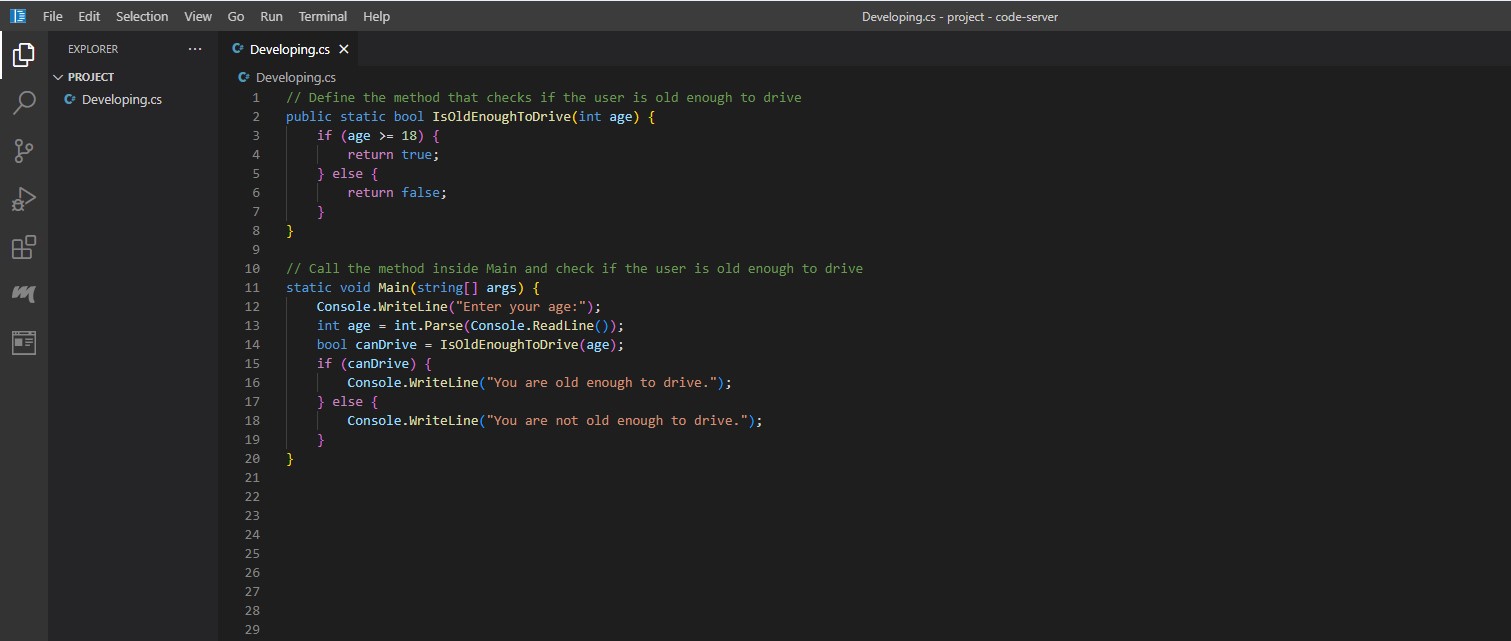 File Edit Selection View Go Run Terminal Help Developing.cs - project - code-server
EXPLORER ···
PROJECT
C# Developing.cs
C# Developing.cs ×
C# Developing.cs
1 // Define the method that checks if the user is old enough to drive
2 public static bool IsOldEnoughToDrive(int age) {
3     if (age >= 18) {
4         return true;
5     } else {
6         return false;
7     }
8 }
9
10 // Call the method inside Main and check if the user is old enough to drive
11 static void Main(string[] args) {
12     Console.WriteLine("Enter your age:");
13     int age = int.Parse(Console.ReadLine());
14     bool canDrive = IsOldEnoughToDrive(age);
15     if (canDrive) {
16         Console.WriteLine("You are old enough to drive.");
17     } else {
18         Console.WriteLine("You are not old enough to drive.");
19     }
20 }
21
22
23
24
25
26
27
28
29